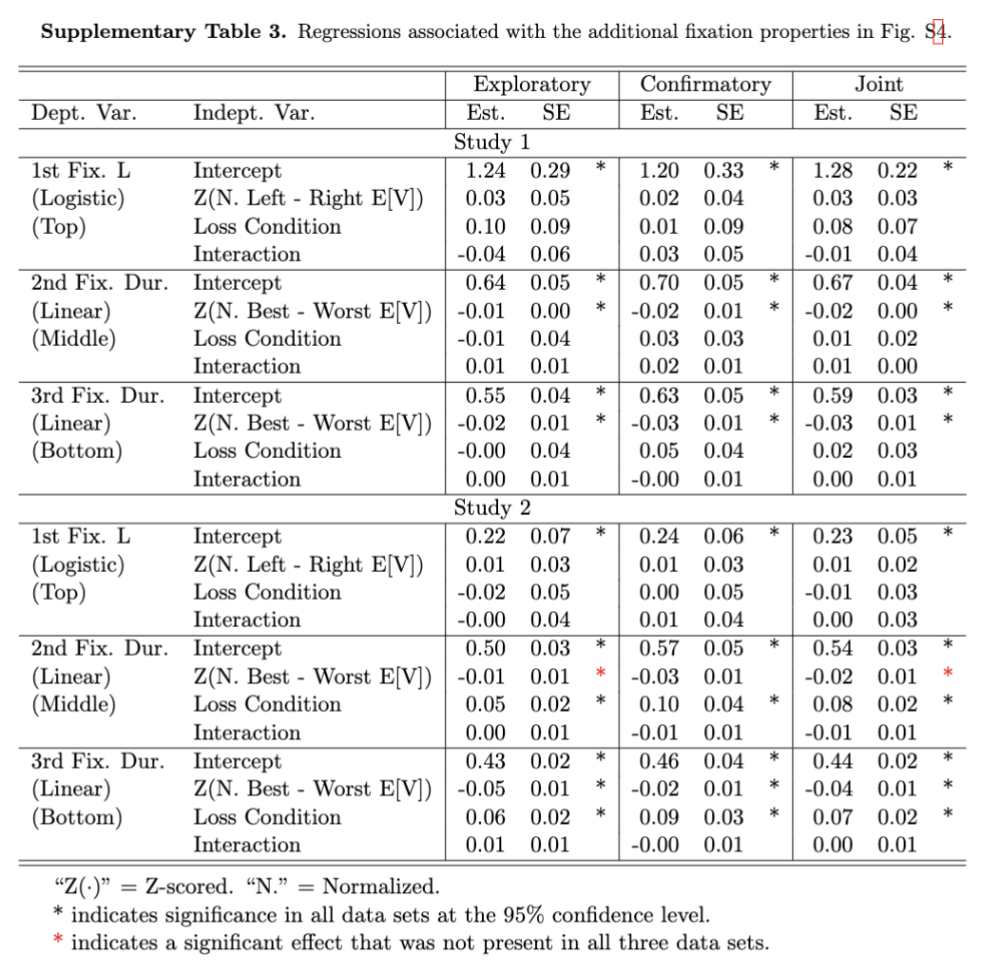 Supplementary Table 3. Regressions associated with the additional fixation properties in Fig. S4.
Exploratory Confirmatory Joint
Dept. Var. Indept. Var. Est. SE Est. SE Est. SE
Study 1
1st Fix. L Intercept 1.24 0.29 * 1.20 0.33 * 1.28 0.22 *
(Logistic) Z(N. Left - Right E[V]) 0.03 0.05 0.02 0.04 0.03 0.03
(Top) Loss Condition 0.10 0.09 0.01 0.09 0.08 0.07
Interaction -0.04 0.06 0.03 0.05 -0.01 0.04
2nd Fix. Dur. Intercept 0.64 0.05 * 0.70 0.05 * 0.67 0.04 *
(Linear) Z(N. Best - Worst E[V]) -0.01 0.00 * -0.02 0.01 * -0.02 0.00 *
(Middle) Loss Condition -0.01 0.04 0.03 0.03 0.01 0.02
Interaction 0.01 0.01 0.02 0.01 0.01 0.00
3rd Fix. Dur. Intercept 0.55 0.04 * 0.63 0.05 * 0.59 0.03 *
(Linear) Z(N. Best - Worst E[V]) -0.02 0.01 * -0.03 0.01 * -0.03 0.01 *
(Bottom) Loss Condition -0.00 0.04 0.05 0.04 0.02 0.03
Interaction 0.00 0.01 -0.00 0.01 0.00 0.01
Study 2
1st Fix. L Intercept 0.22 0.07 * 0.24 0.06 * 0.23 0.05 *
(Logistic) Z(N. Left - Right E[V]) 0.01 0.03 0.01 0.03 0.01 0.02
(Top) Loss Condition -0.02 0.05 0.00 0.05 -0.01 0.03
Interaction -0.00 0.04 0.01 0.04 0.00 0.03
2nd Fix. Dur. Intercept 0.50 0.03 * 0.57 0.05 * 0.54 0.03 *
(Linear) Z(N. Best - Worst E[V]) -0.01 0.01 * -0.03 0.01 -0.02 0.01 *
(Middle) Loss Condition 0.05 0.02 * 0.10 0.04 * 0.08 0.02 *
Interaction 0.00 0.01 -0.01 0.01 -0.01 0.01
3rd Fix. Dur. Intercept 0.43 0.02 * 0.46 0.04 * 0.44 0.02 *
(Linear) Z(N. Best - Worst E[V]) -0.05 0.01 * -0.02 0.01 * -0.04 0.01 *
(Bottom) Loss Condition 0.06 0.02 * 0.09 0.03 * 0.07 0.02 *
Interaction 0.01 0.01 -0.00 0.01 0.00 0.01
“Z(·)” = Z-scored. “N.” = Normalized.
* indicates significance in all data sets at the 95% confidence level.
* indicates a significant effect that was not present in all three data sets.